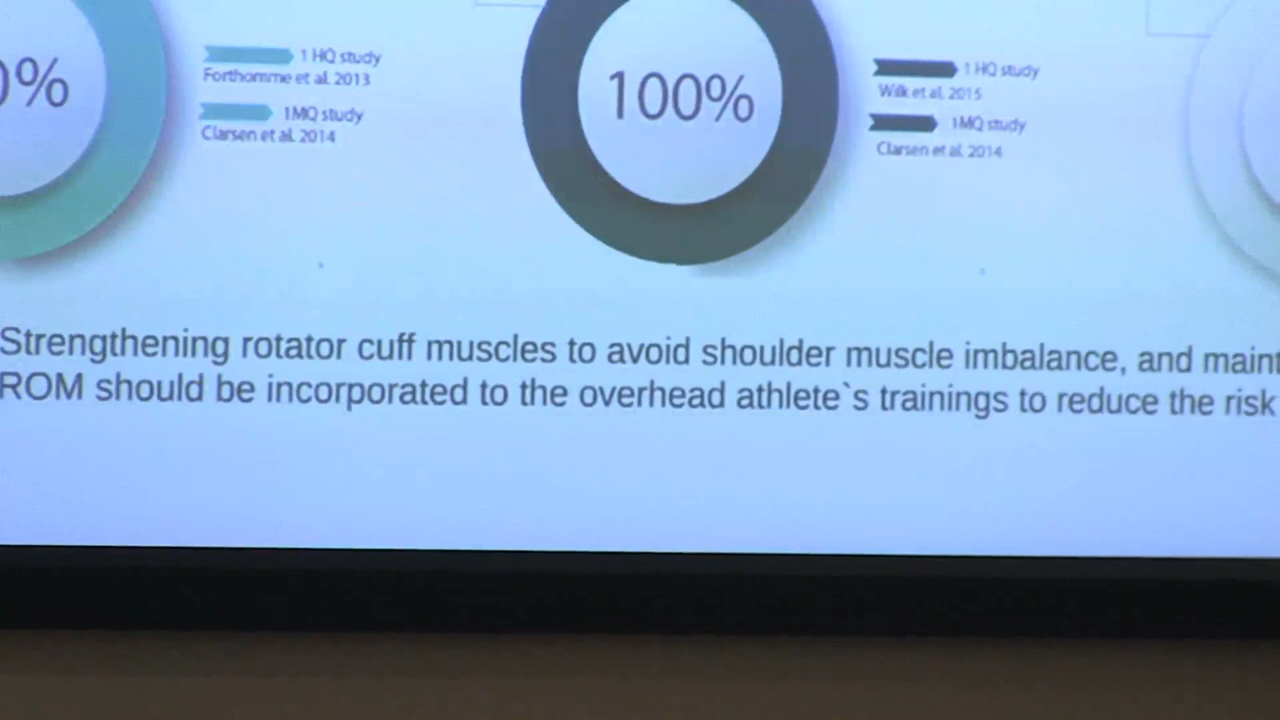 0%
1 HQ study
Forthomme et al. 2013
1MQ study
Clarsen et al. 2014
100%
1 HQ study
Wilk et al. 2015
1MQ study
Clarsen et al. 2014
Strengthening rotator cuff muscles to avoid shoulder muscle imbalance, and maint
ROM should be incorporated to the overhead athlete`s trainings to reduce the risk